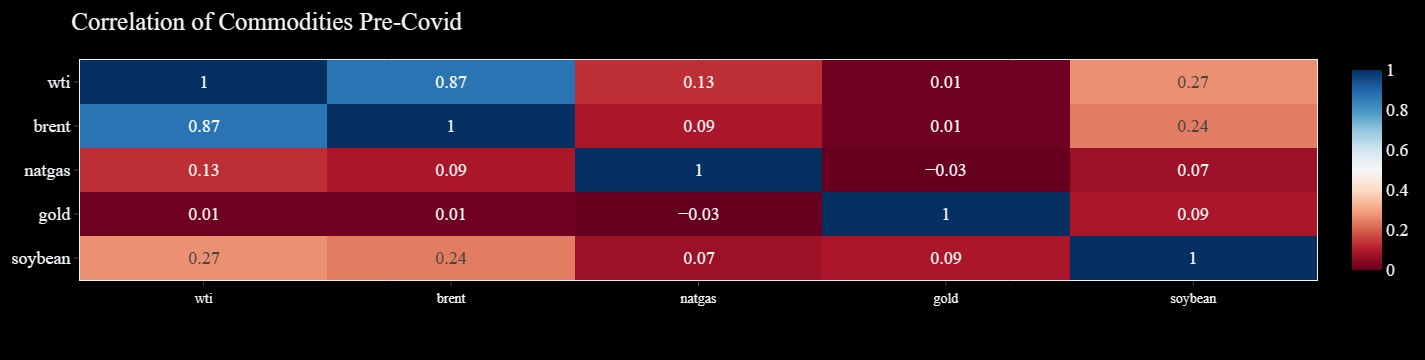 Correlation of Commodities Pre-Covid
wti 1 0.87 0.13 0.01 0.27
brent 0.87 1 0.09 0.01 0.24
natgas 0.13 0.09 1 −0.03 0.07
gold 0.01 0.01 −0.03 1 0.09
soybean 0.27 0.24 0.07 0.09 1
wti brent natgas gold soybean
1
0.8
0.6
0.4
0.2
0